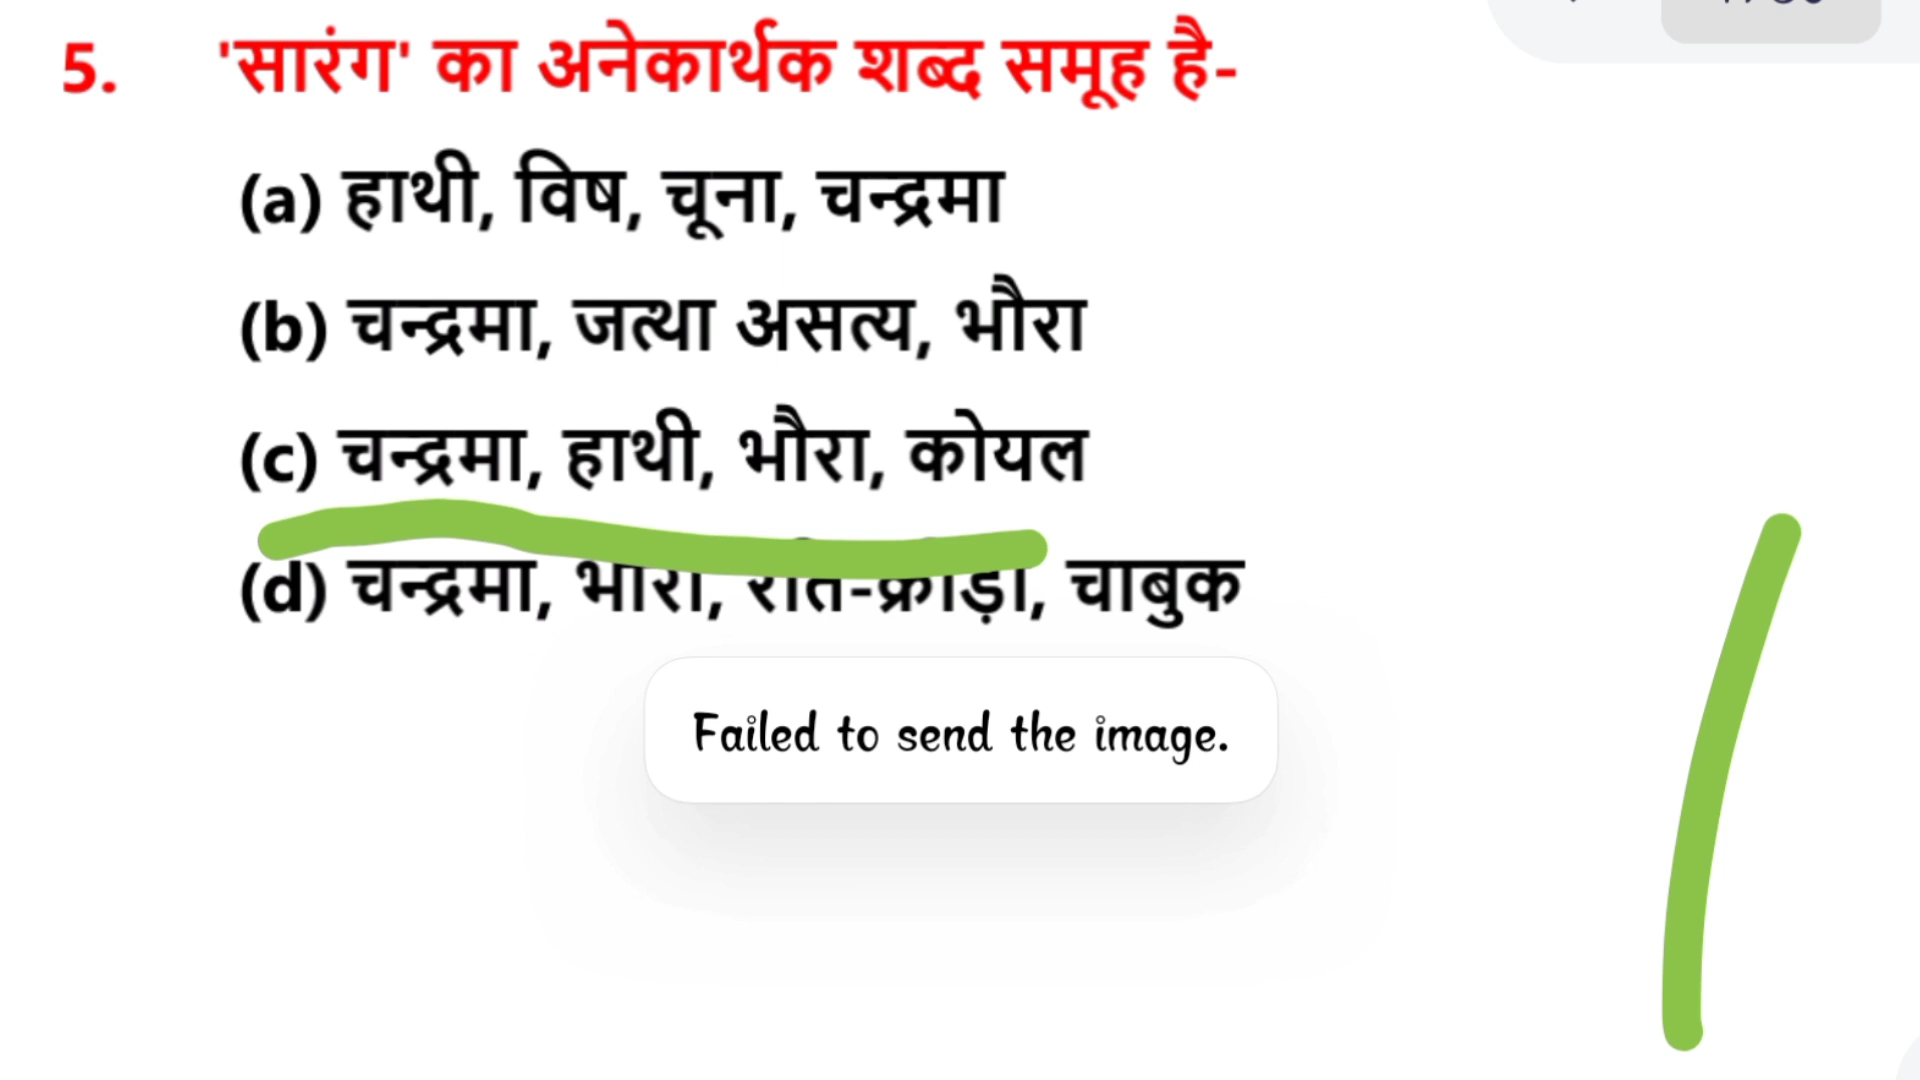 5. 'सारंग' का अनेकार्थक शब्द समूह है-
(a) हाथी, विष, चूना, चन्द्रमा
(b) चन्द्रमा, जत्था असत्य, भौरा
(c) चन्द्रमा, हाथी, भौरा, कोयल
(d) चन्द्रमा, चाबुक
Failed to send the image.